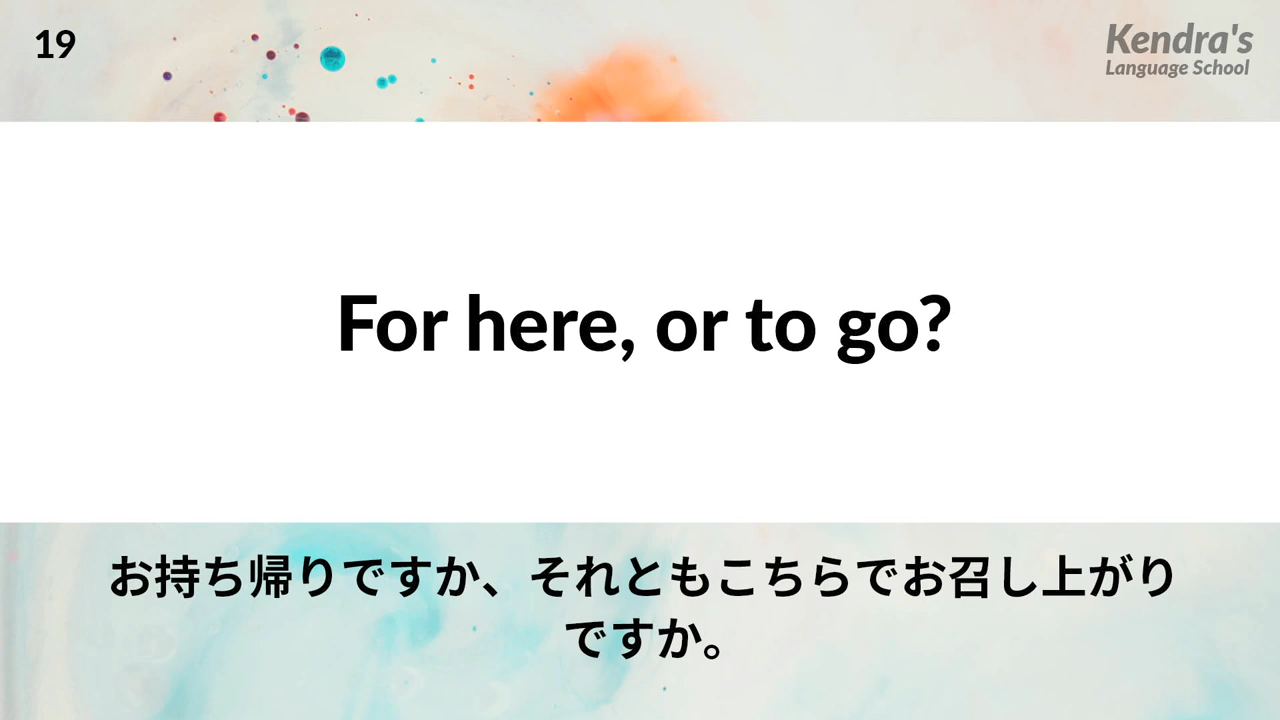 19
Kendra's
Language School
For here, or to go?
お持ち帰りですか、それともこちらでお召し上がり
ですか。